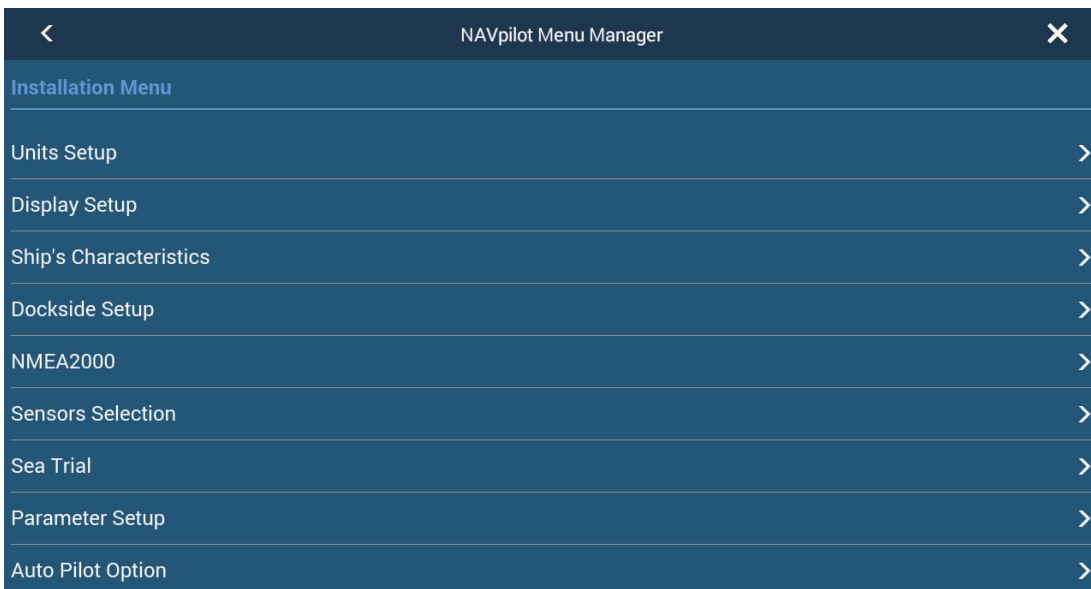 NAVpilot Menu Manager
Installation Menu
Units Setup
Display Setup
Ship's Characteristics
Dockside Setup
NMEA2000
Sensors Selection
Sea Trial
Parameter Setup
Auto Pilot Option